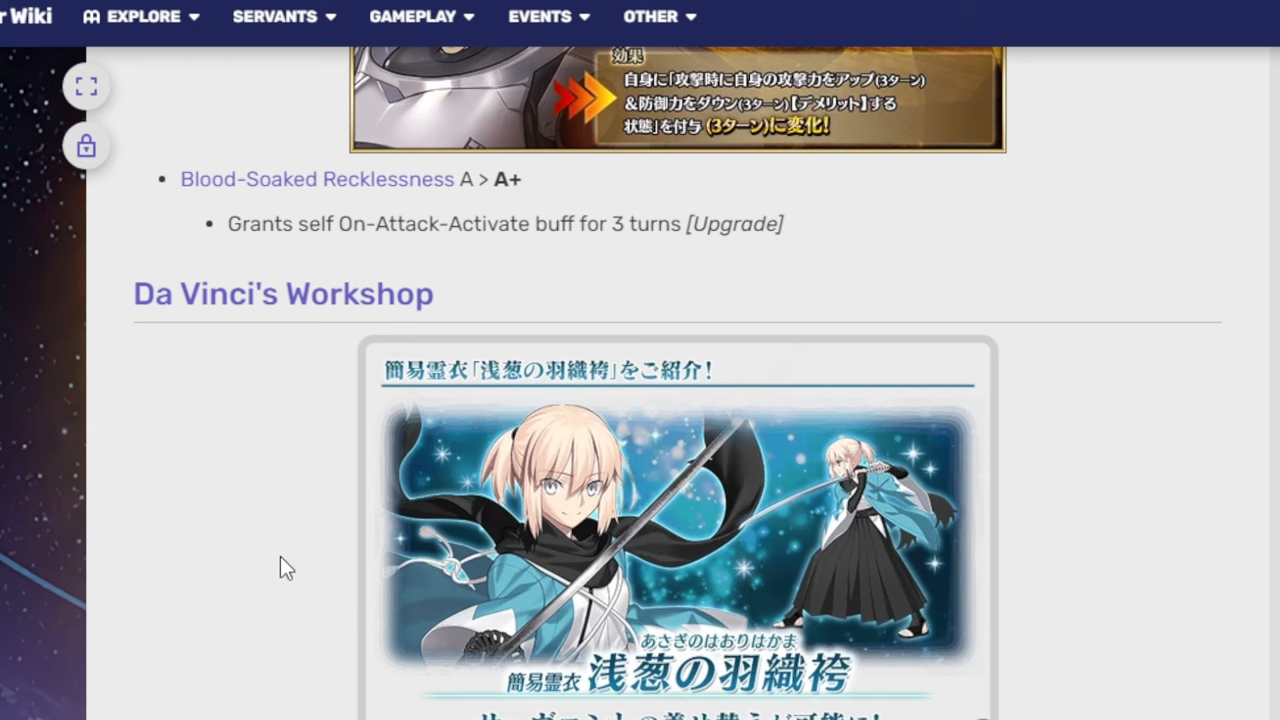 r Wiki
EXPLORE
SERVANTS
GAMEPLAY
EVENTS
OTHER
効果
自身に「攻撃時に自身の攻撃力をアップ(3ターン)
&防御力をダウン(3ターン)【デメリット】する
状態」を付与(3ターン)に変化!
Blood-Soaked Recklessness A > A+
Grants self On-Attack-Activate buff for 3 turns [Upgrade]
Da Vinci's Workshop
簡易霊衣「浅葱の羽織袴」をご紹介!
あさぎのはおりはかま
簡易霊衣 浅葱の羽織袴